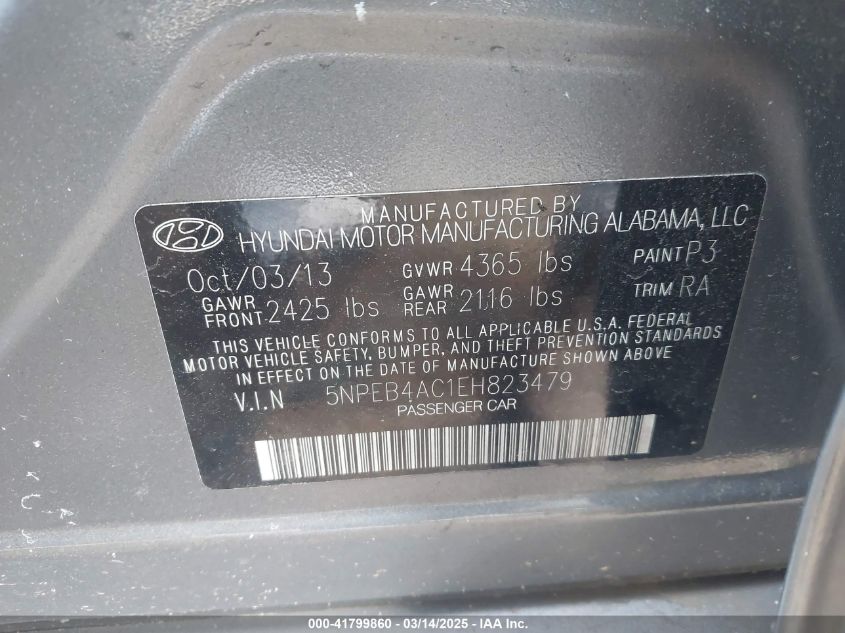 MANUFACTURED BY
HYUNDAI MOTOR MANUFACTURING ALABAMA, LLC
Oct/03/13 GVWR 4365 lbs PAINT P3
GAWR FRONT 2425 lbs GAWR REAR 2116 lbs TRIM RA
THIS VEHICLE CONFORMS TO ALL APPLICABLE U.S.A. FEDERAL
MOTOR VEHICLE SAFETY, BUMPER, AND THEFT PREVENTION STANDARDS
IN EFFECT ON THE DATE OF MANUFACTURE SHOWN ABOVE
V.I.N 5NPEB4AC1EH823479
PASSENGER CAR
000-41799860 - 03/14/2025 - IAA Inc.